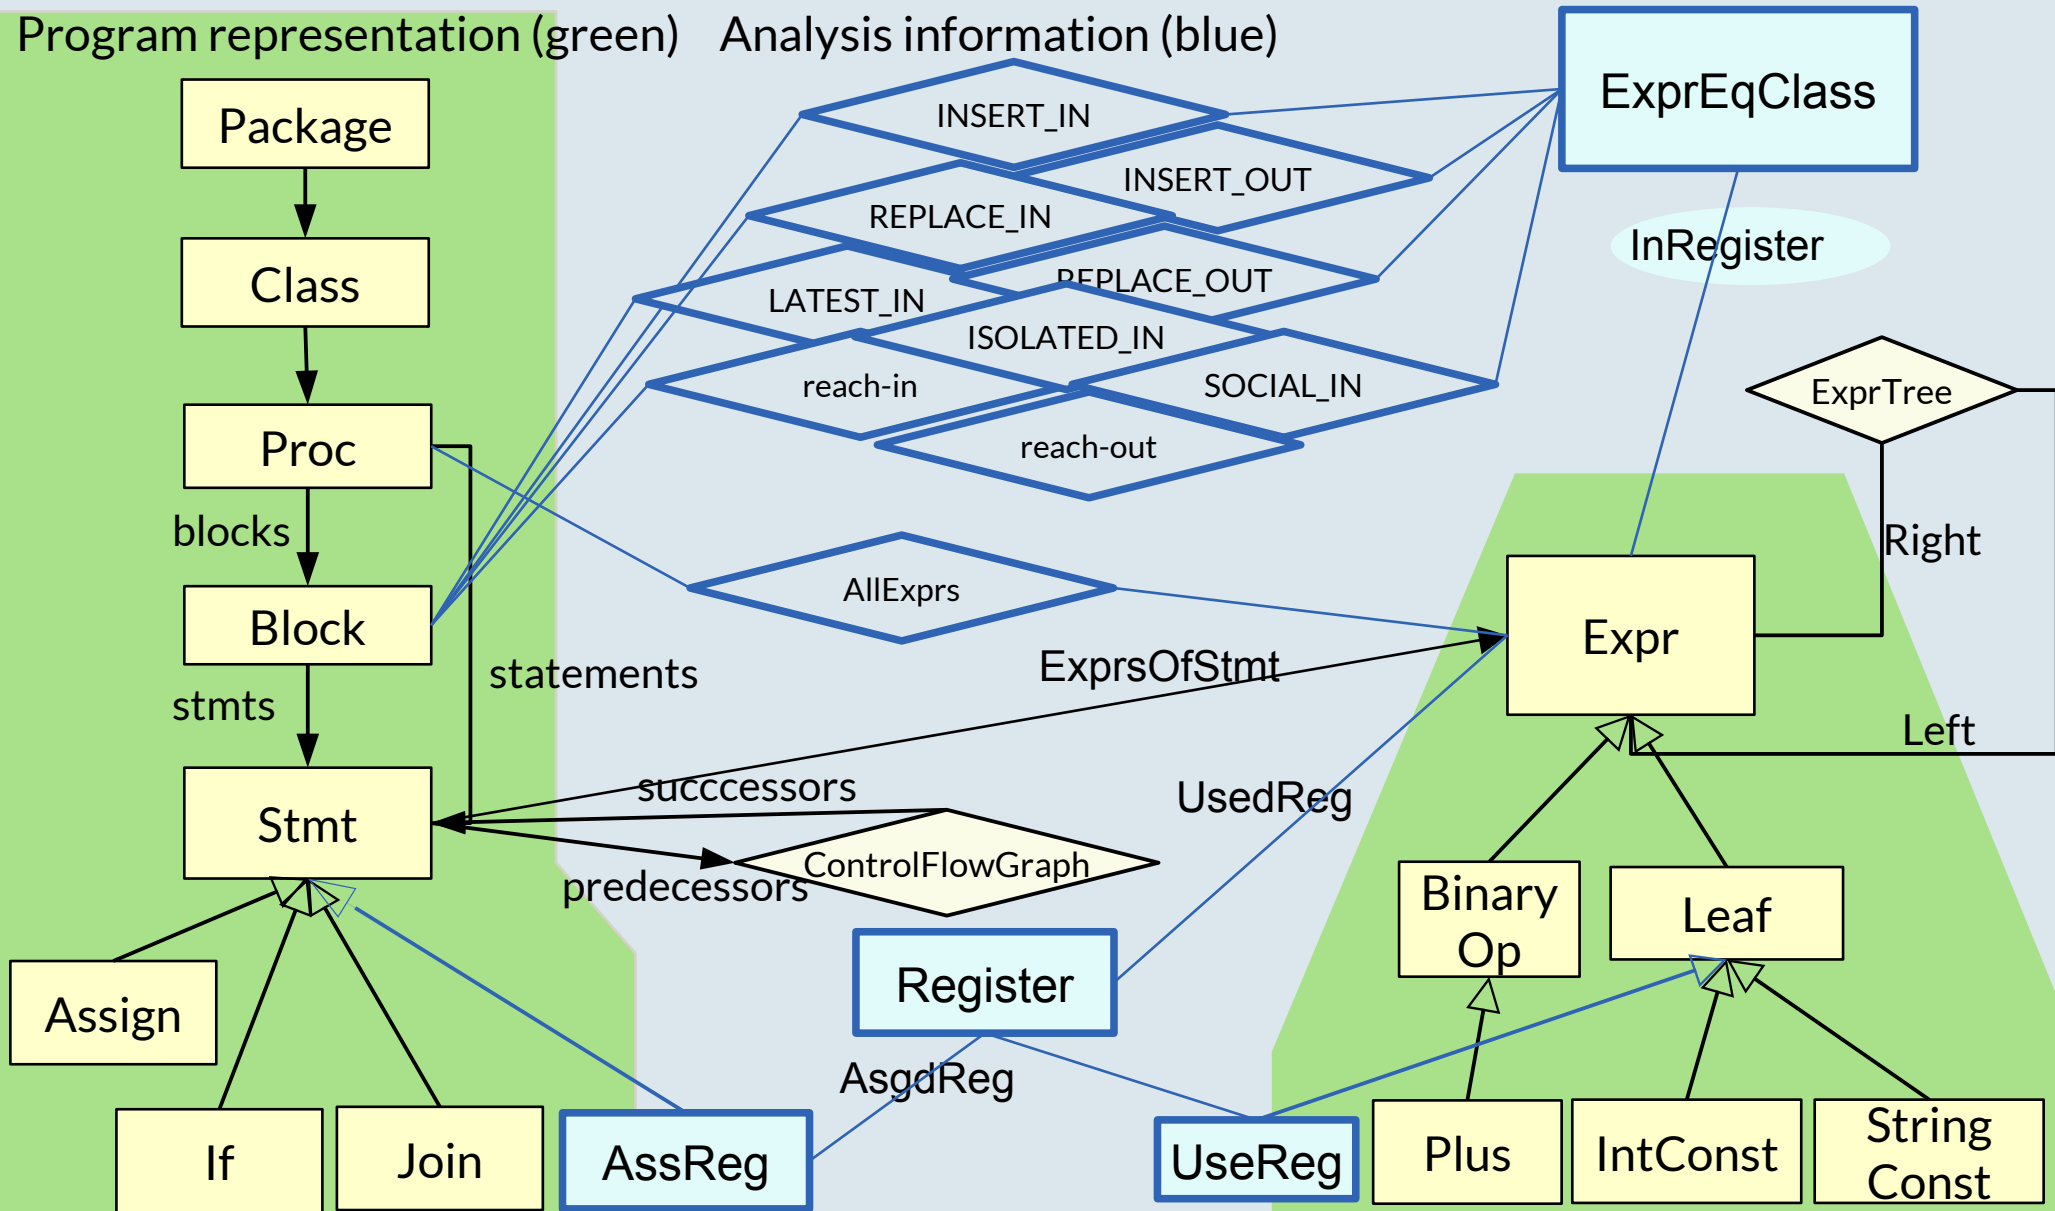 Program representation (green)
Analysis information (blue)
ExprEqClass
Package
INSERT_IN
INSERT_OUT
REPLACE_IN
InRegister
Class
REPLACE_OUT
LATEST_IN
ISOLATED_IN
reach-in
SOCIAL_IN
ExprTree
Proc
reach-out
blocks
Right
AllExprs
Block
Expr
statements
ExprsOfStmt
stmts
Left
succcessors
UsedReg
Stmt
ControlFlowGraph
predecessors
Binary
Op
Leaf
Register
Assign
AsgdReg
If
Join
AssReg
UseReg
Plus
IntConst
String
Const